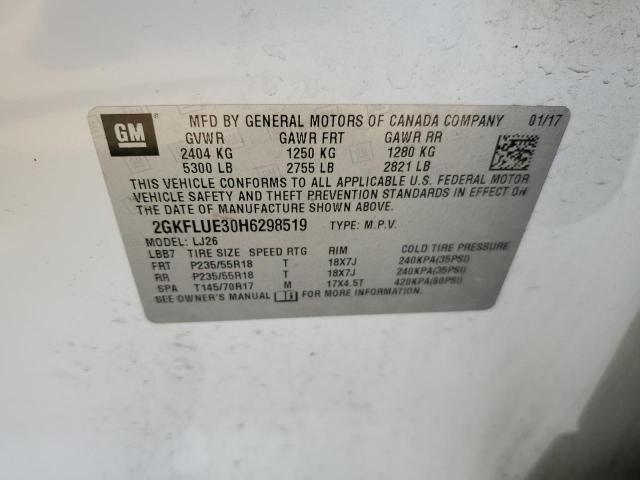 GM
MFD BY GENERAL MOTORS OF CANADA COMPANY 01/17
GVWR GAWR FRT GAWR RR
2404 KG 1250 KG 1280 KG
5300 LB 2755 LB 2821 LB
THIS VEHICLE CONFORMS TO ALL APPLICABLE U.S. FEDERAL MOTOR
VEHICLE SAFETY AND THEFT PREVENTION STANDARDS IN EFFECT ON
THE DATE OF MANUFACTURE SHOWN ABOVE.
2GKFLUE30H6298519 TYPE: M.P.V.
MODEL: LJ26
LBB7 TIRE SIZE SPEED RTG RIM COLD TIRE PRESSURE
FRT P235/55R18 T 18X7J 240KPA(35PSI)
RR P235/55R18 T 18X7J 240KPA(35PSI)
SPA T145/70R17 M 17X4.5T 420KPA(60PSI)
SEE OWNER'S MANUAL FOR MORE INFORMATION.